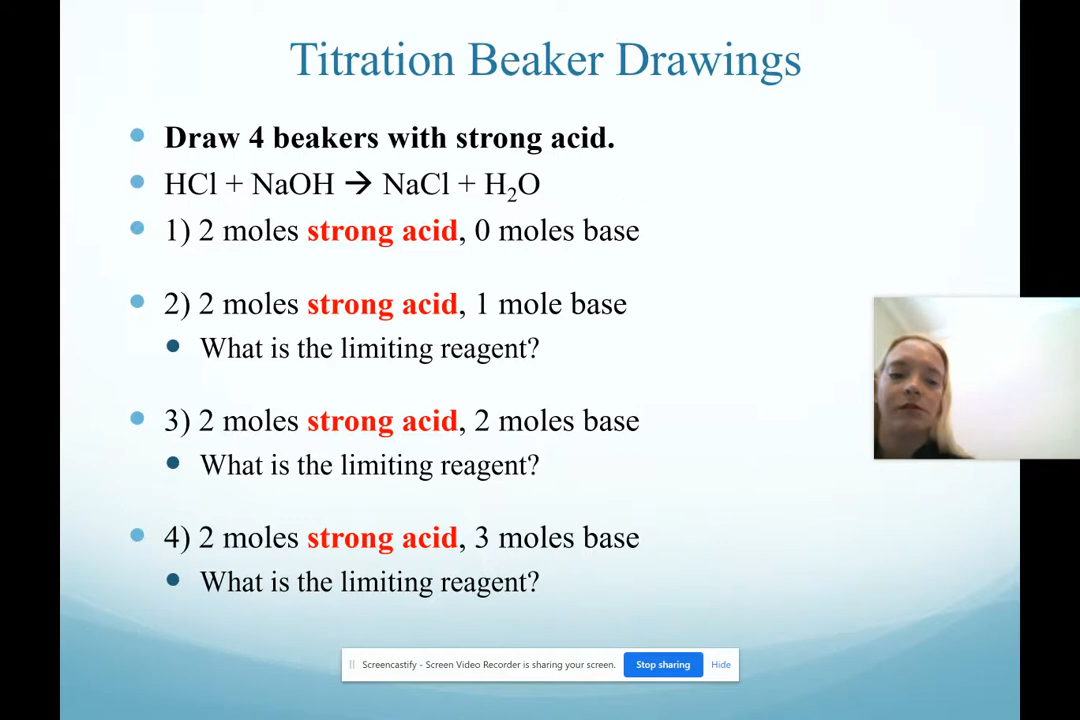 Titration Beaker Drawings
Draw 4 beakers with strong acid.
HCl + NaOH → NaCl + H₂O
1) 2 moles strong acid, 0 moles base
2) 2 moles strong acid, 1 mole base
What is the limiting reagent?
3) 2 moles strong acid, 2 moles base
What is the limiting reagent?
4) 2 moles strong acid, 3 moles base
What is the limiting reagent?
Screencastify - Screen Video Recorder is sharing your screen. Stop sharing Hide